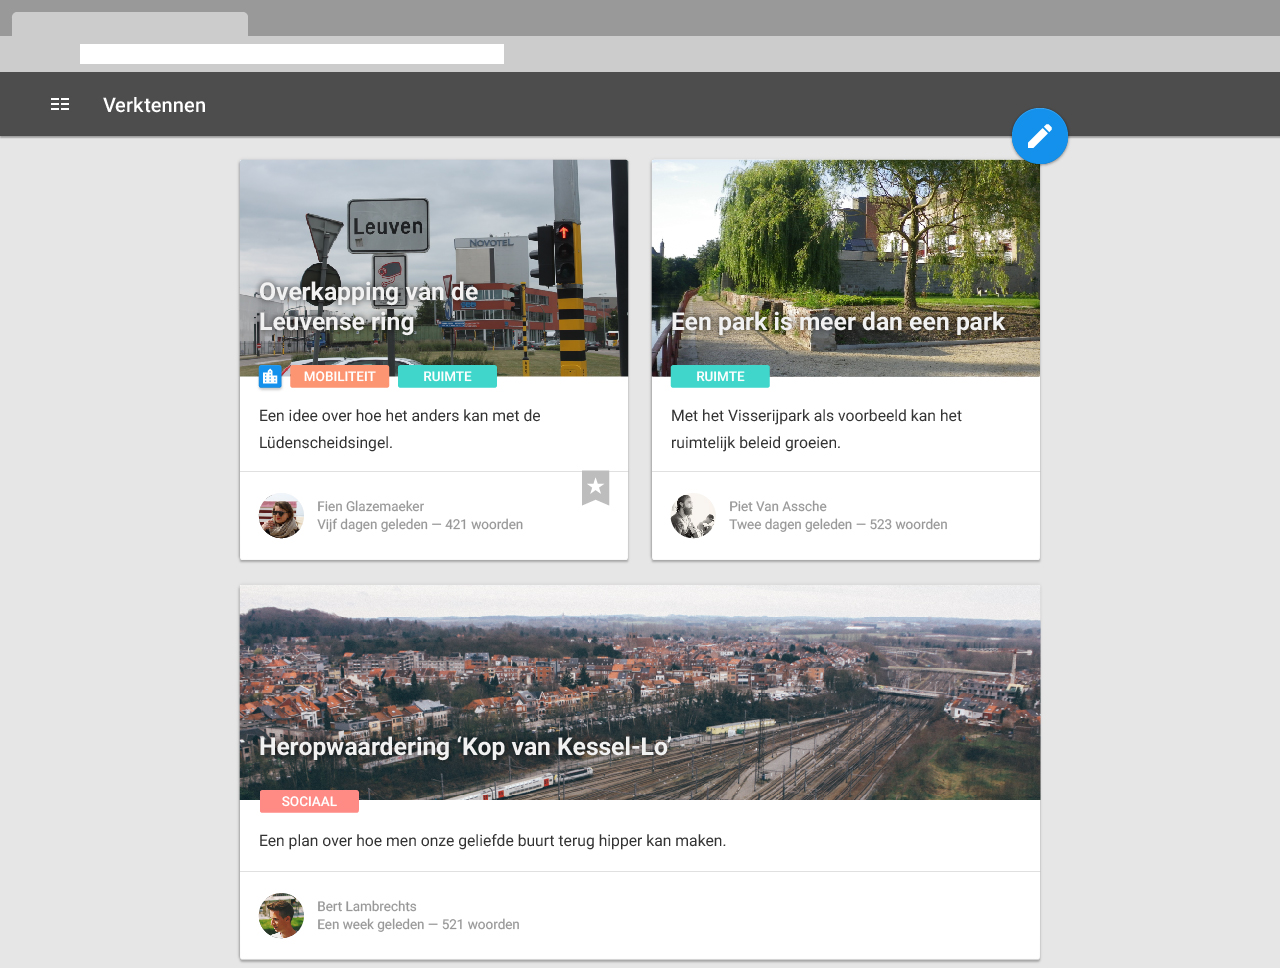 Verktennen
Leuven
NOVOTEL
Overkapping van de
Leuvense ring
MOBILITEIT
RUIMTE
Een idee over hoe het anders kan met de
Lüdenscheidsingel.
Fien Glazemaeker
Vijf dagen geleden — 421 woorden
Een park is meer dan een park
RUIMTE
Met het Visserijpark als voorbeeld kan het
ruimtelijk beleid groeien.
Piet Van Assche
Twee dagen geleden — 523 woorden
Heropwaardering ‘Kop van Kessel-Lo’
SOCIAAL
Een plan over hoe men onze geliefde buurt terug hipper kan maken.
Bert Lambrechts
Een week geleden — 521 woorden